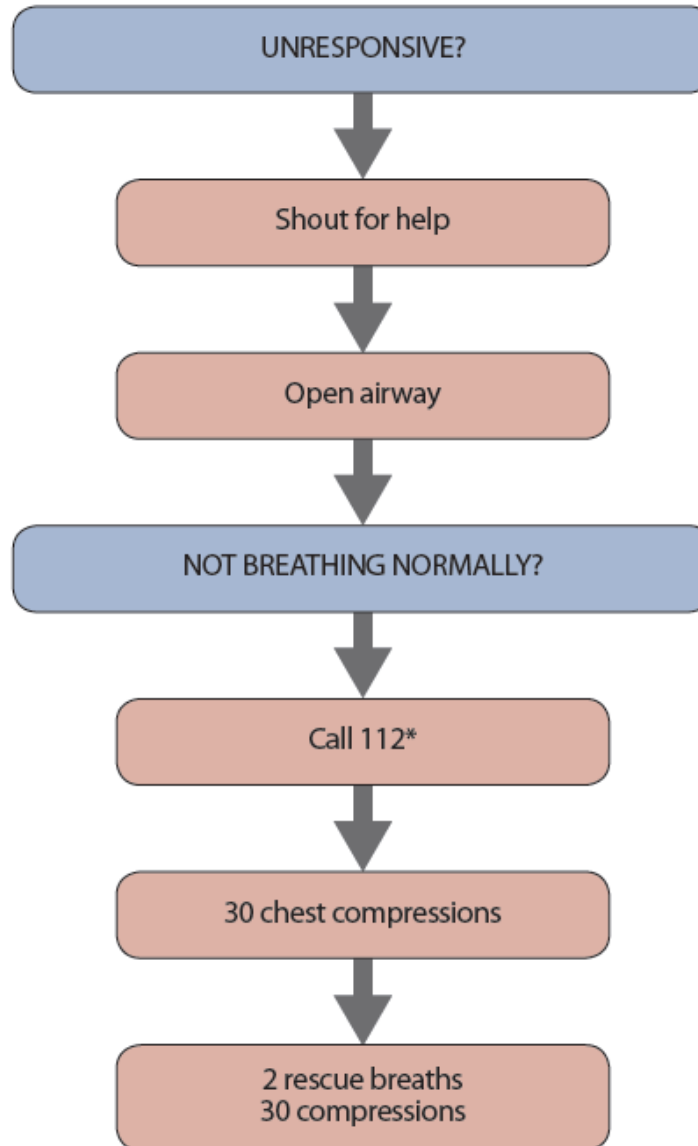 UNRESPONSIVE?
Shout for help
Open airway
NOT BREATHING NORMALLY?
Call 112*
30 chest compressions
2 rescue breaths
30 compressions